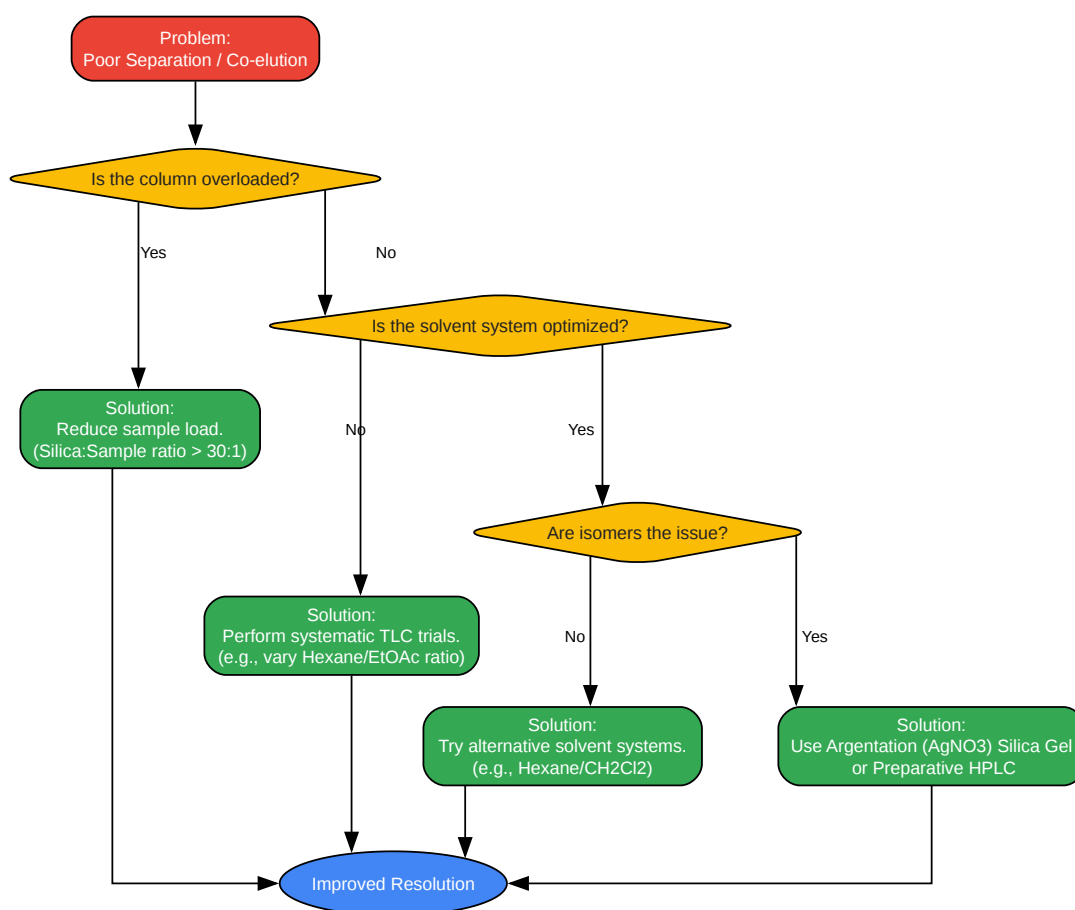 Problem:
Poor Separation / Co-elution
Is the column overloaded?
Yes
No
Is the solvent system optimized?
Solution:
Reduce sample load.
(Silica:Sample ratio > 30:1)
No
Yes
Are isomers the issue?
Solution:
Perform systematic TLC trials.
(e.g., vary Hexane/EtOAc ratio)
No
Yes
Solution:
Try alternative solvent systems.
(e.g., Hexane/CH2Cl2)
Solution:
Use Argentation (AgNO3) Silica Gel
or Preparative HPLC
Improved Resolution